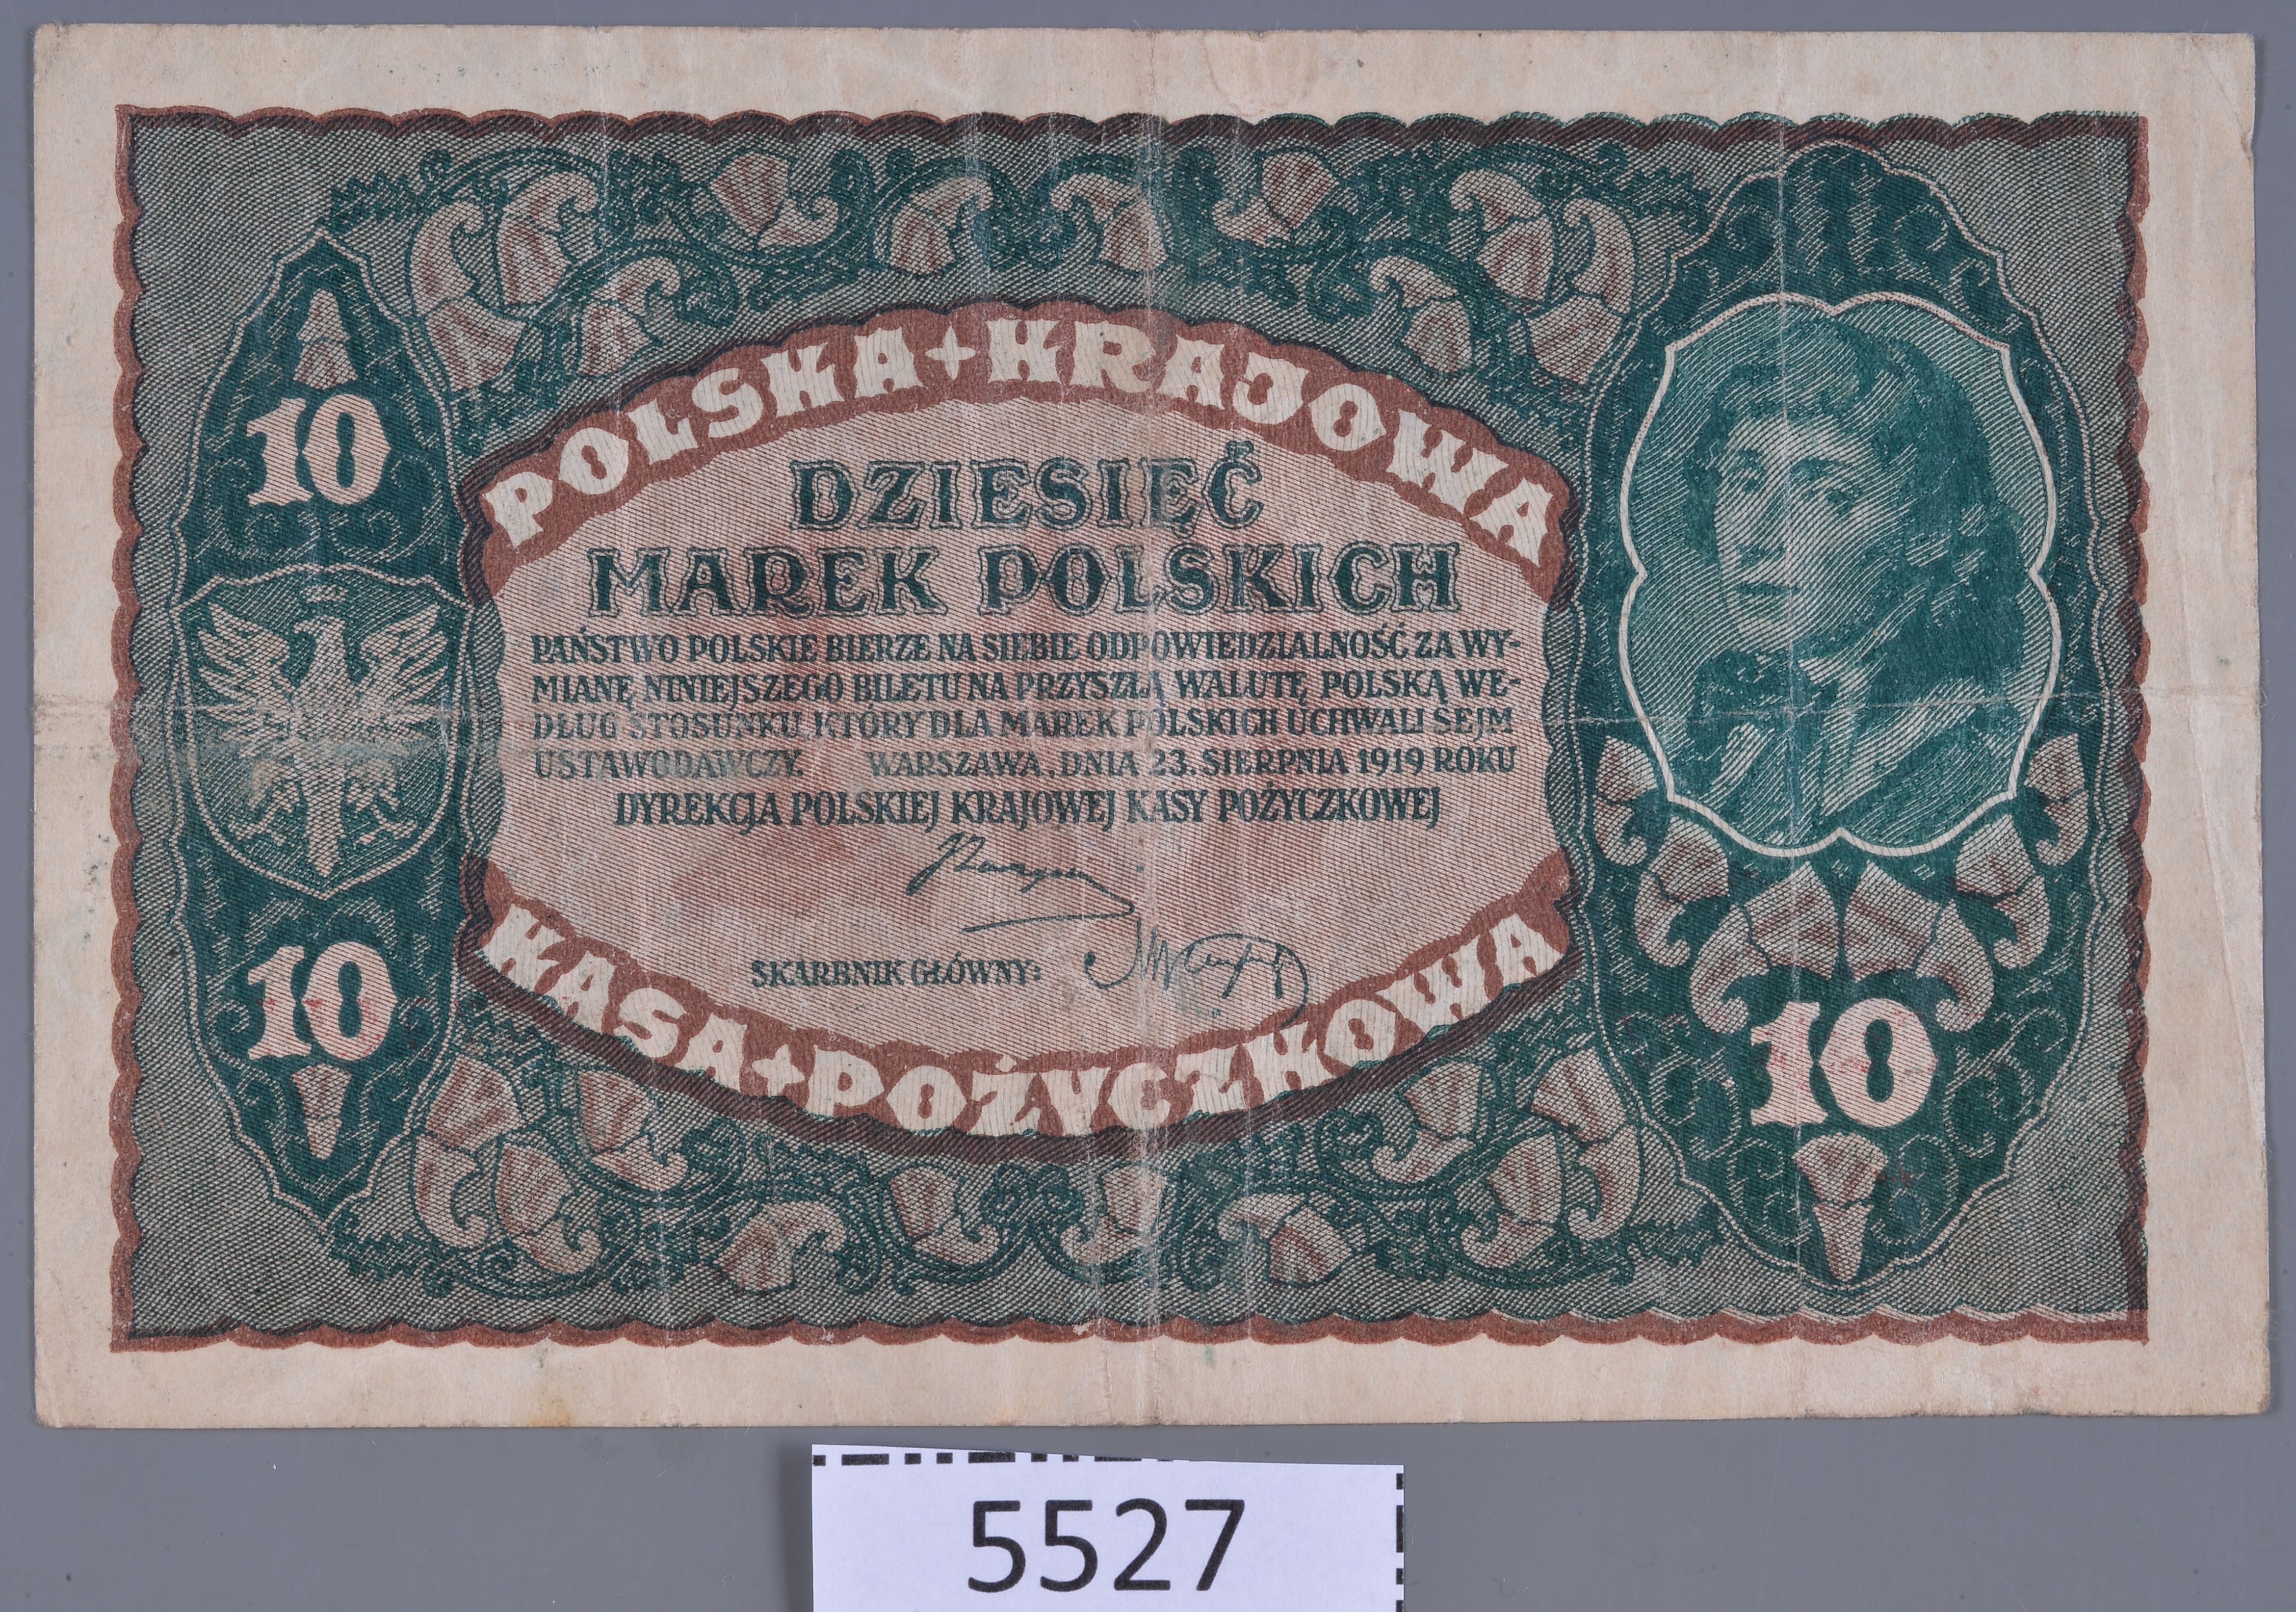 10
10
POLSKA + KRAJOWA
DZIESIĘĆ
MAREK POLSKICH
PAŃSTWO POLSKIE BIERZE NA SIEBIE ODPOWIEDZIALNOŚĆ ZA WY-
MIANĘ NINIEJSZEGO BILETU NA PRZYSZŁĄ WALUTĘ POLSKĄ WE-
DŁUG STOSUNKU, KTÓRY DLA MAREK POLSKICH UCHWALI SEJM
USTAWODAWCZY. WARSZAWA, DNIA 23. SIERPNIA 1919 ROKU
DYREKCJA POLSKIEJ KRAJOWEJ KASY POŻYCZKOWEJ
SKARBNIK GŁÓWNY:
KASA + POŻYCZKOWA
10
5527